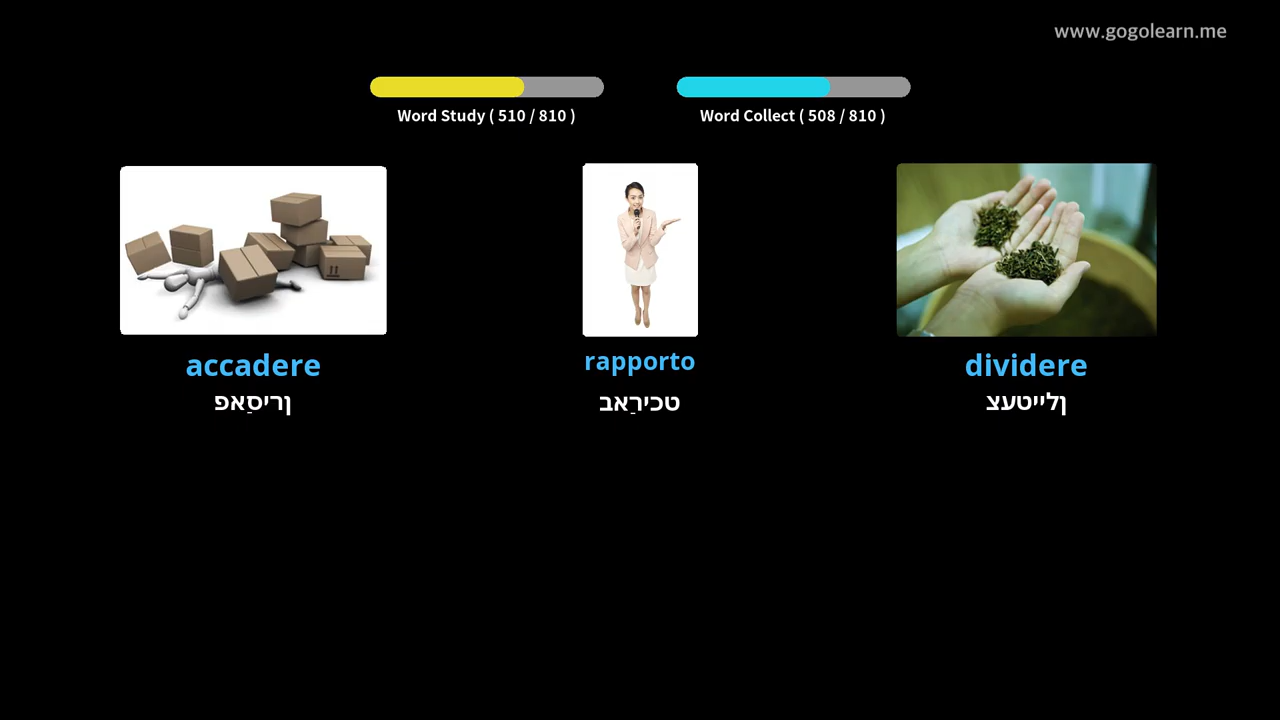 www.gogolearn.me
Word Study ( 510 / 810 )
Word Collect ( 508 / 810 )
accadere
פאַסירן
rapporto
באַריכט
dividere
צעטיילן